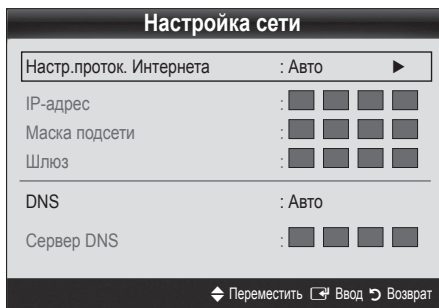 Настройка сети
Настр.проток. Интернета : Авто ►
IP-адрес :
Маска подсети :
Шлюз :
DNS : Авто
Сервер DNS :
Переместить Ввод Возврат